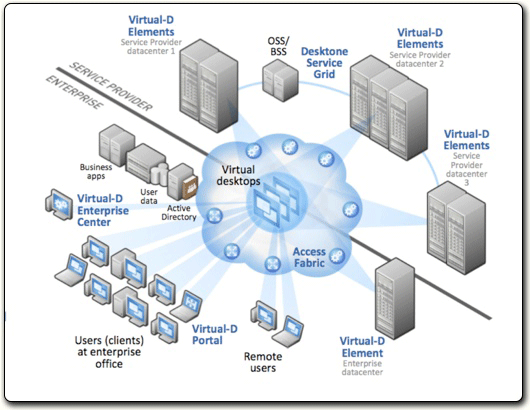 Virtual-D
Elements
Service Provider
datacenter 1
OSS/
BSS
Desktone
Service
Grid
Virtual-D
Elements
Service Provider
datacenter 2
SERVICE PROVIDER
ENTERPRISE
Virtual-D
Elements
Service
Provider
datacenter
3
Business
apps
User
data
Active
Directory
Virtual
desktops
Virtual-D
Enterprise
Center
Access
Fabric
Users (clients)
at enterprise
office
Virtual-D
Portal
Remote
users
Virtual-D
Element
Enterprise
datacenter